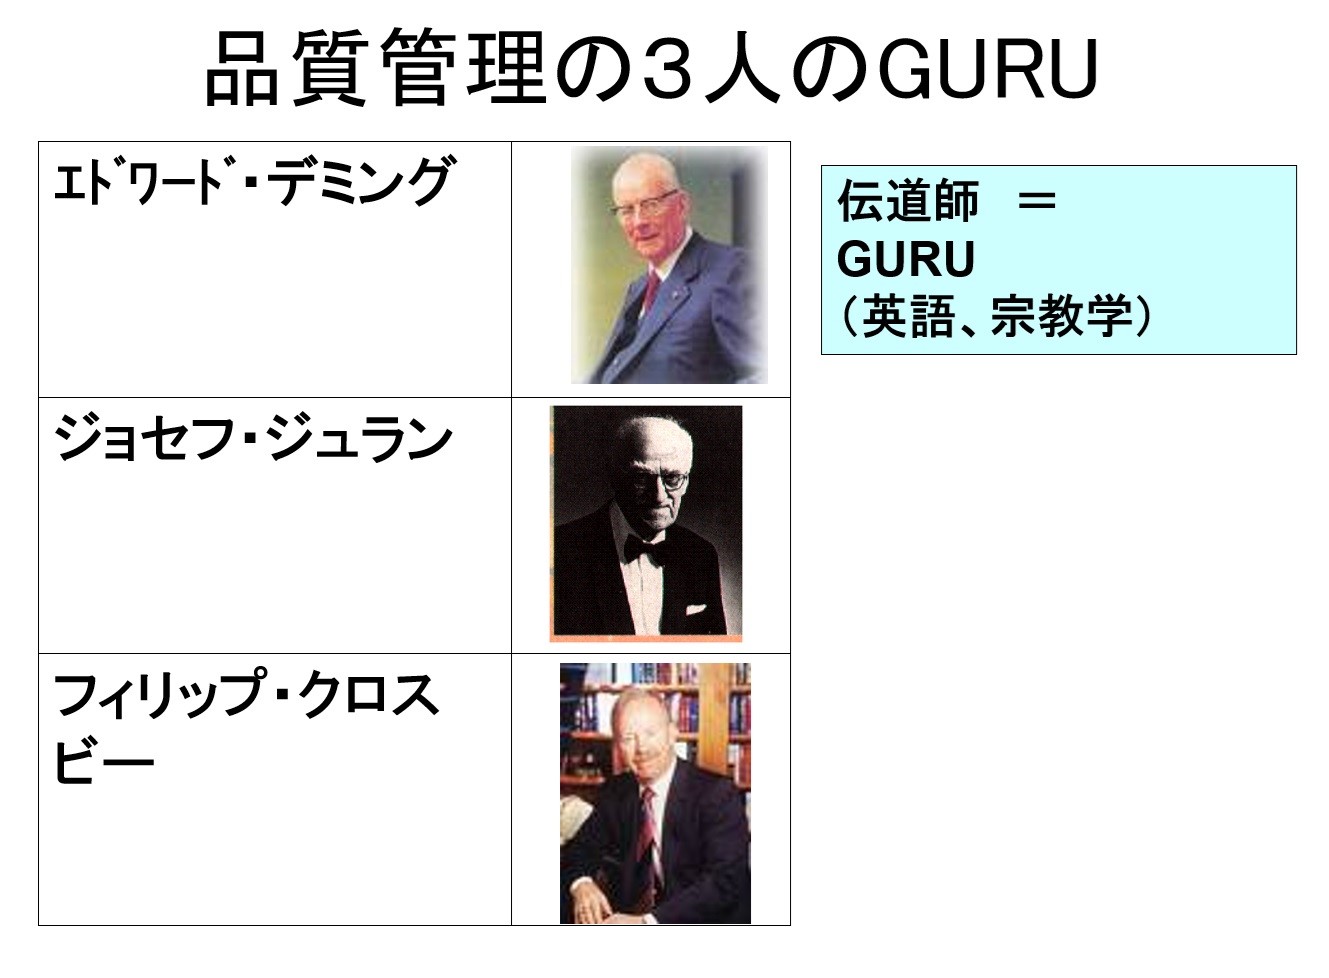 品質管理の３人のGURU
ｴﾄﾞﾜｰﾄﾞ・デミング
伝道師　＝
GURU
（英語、宗教学）
ジョセフ・ジュラン
フィリップ・クロス
ビー